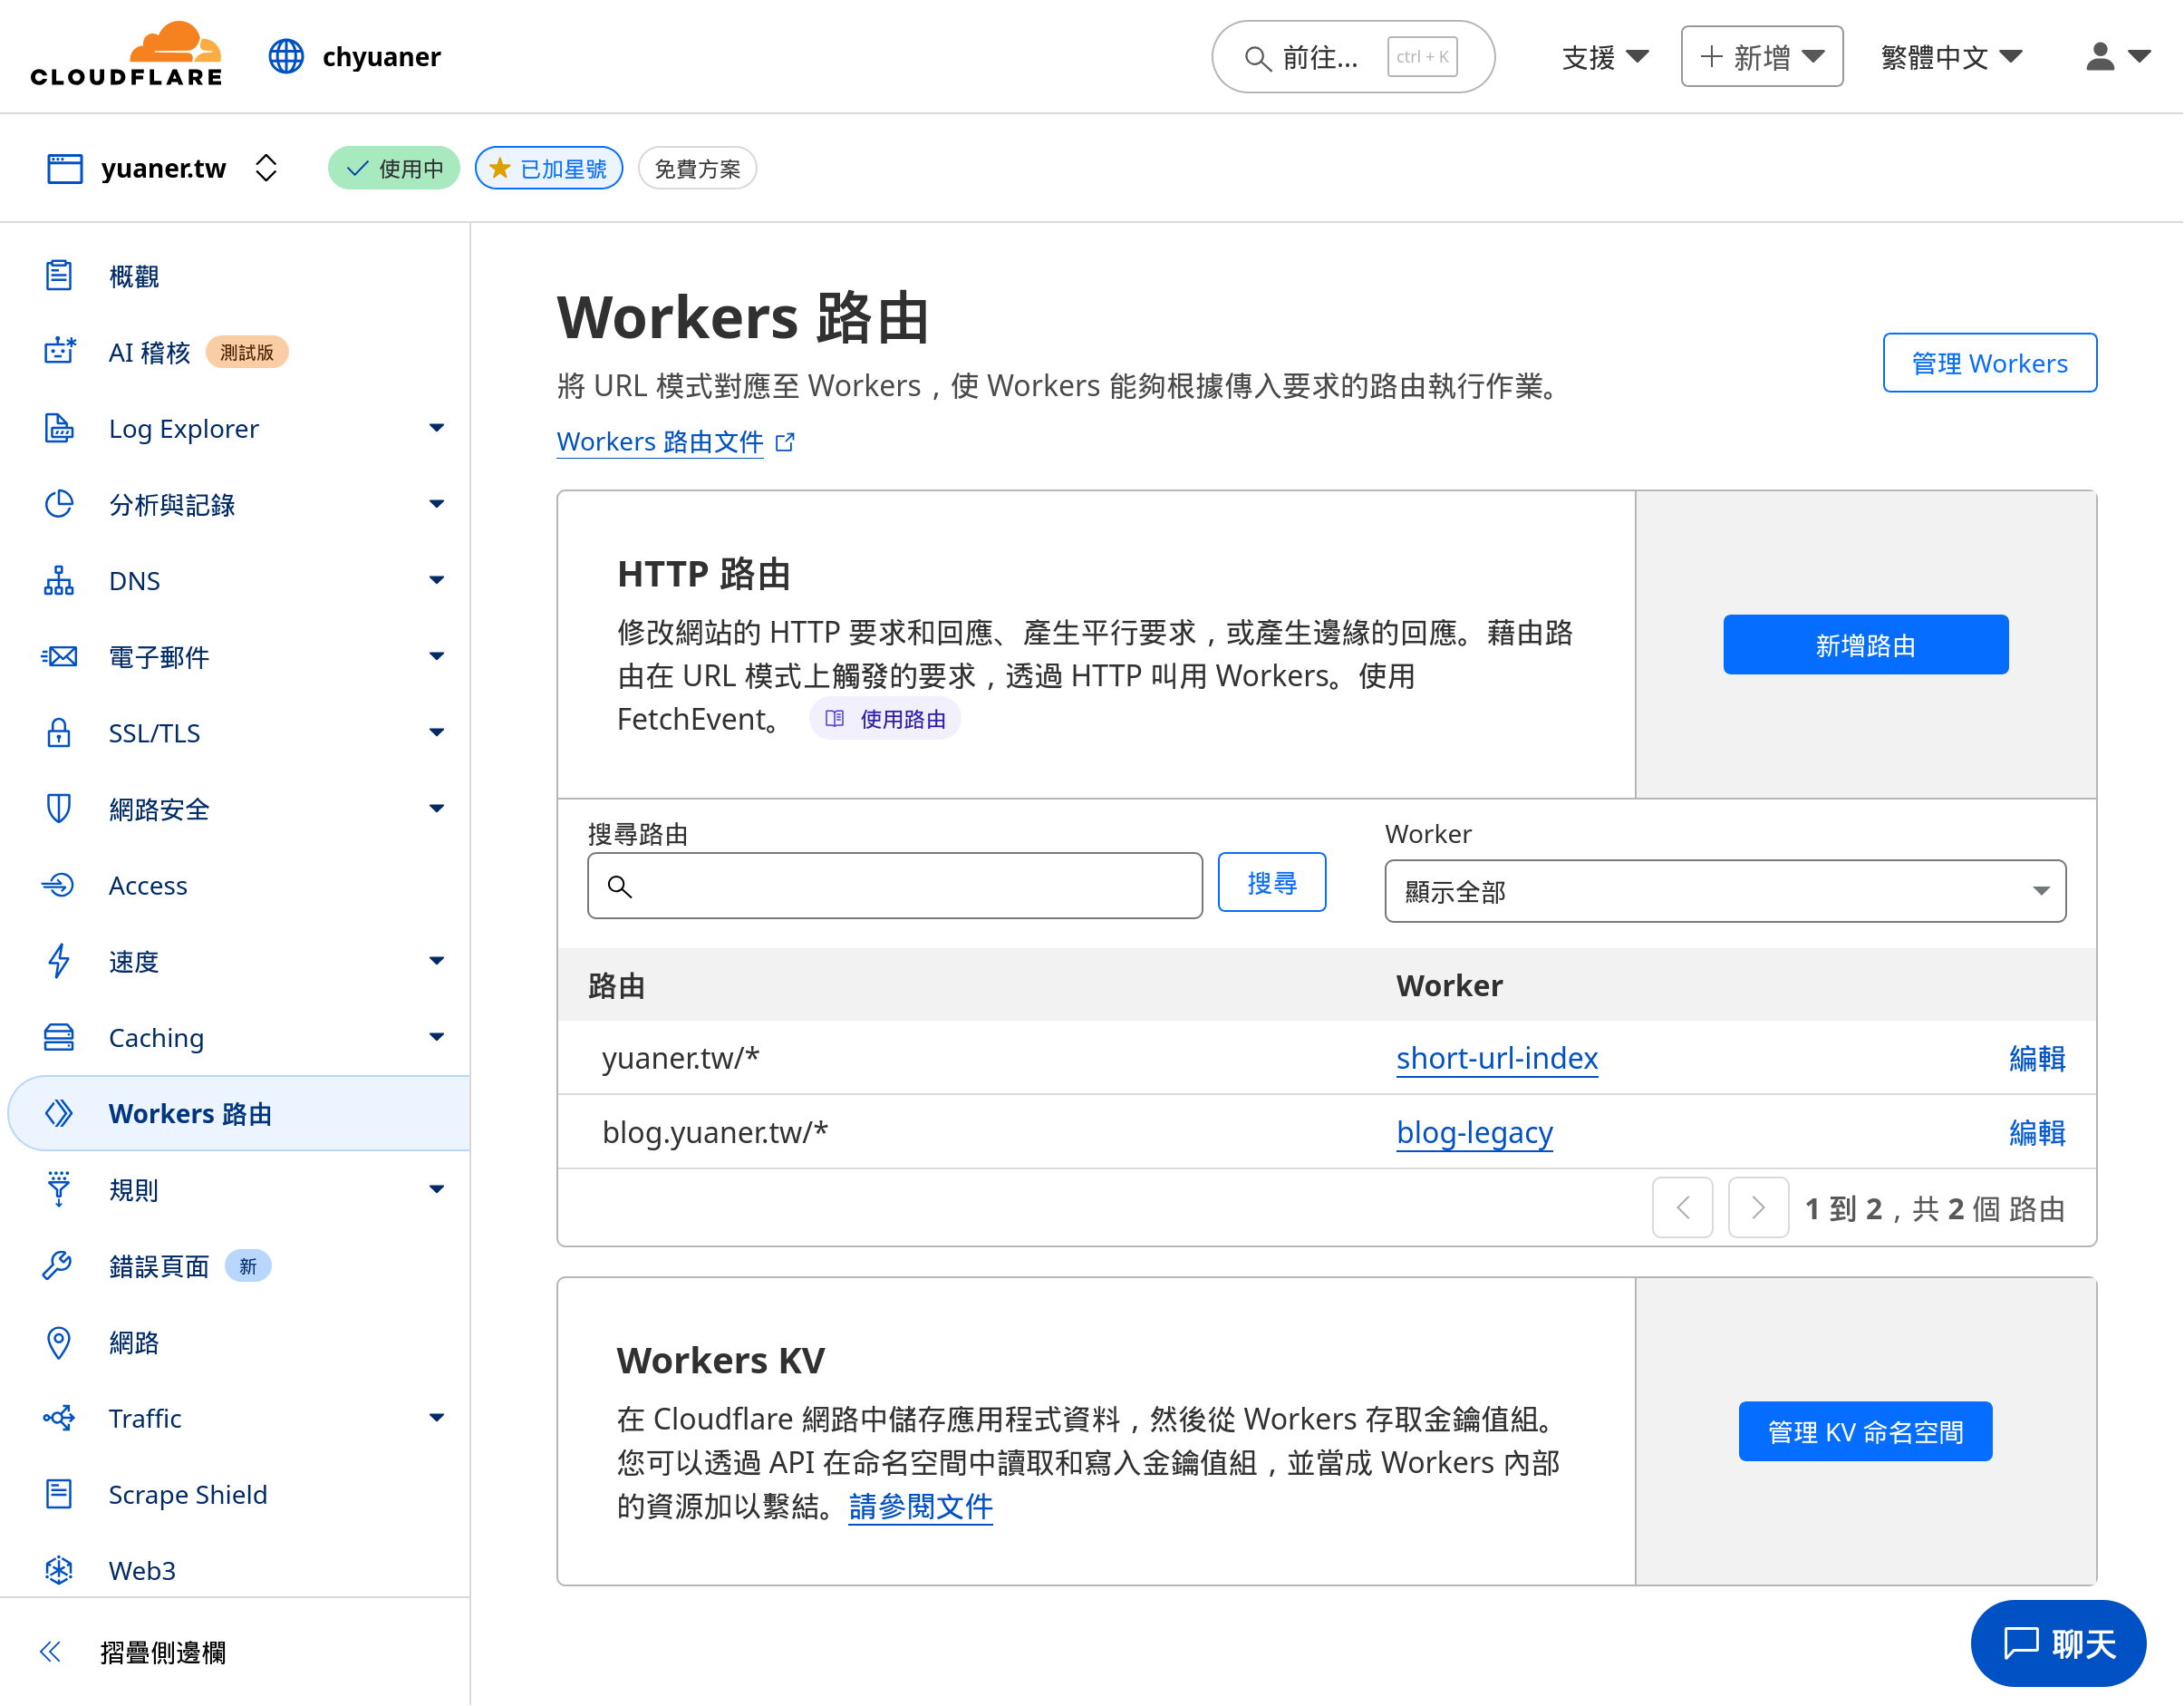 CLOUDFLARE
chyuaner
前往...
ctrl + K
支援
新增
繁體中文
yuaner.tw
使用中
已加星號
免費方案
概觀
AI 稽核
測試版
Log Explorer
分析與記錄
DNS
電子郵件
SSL/TLS
網路安全
Access
速度
Caching
Workers 路由
規則
錯誤頁面
新
網路
Traffic
Scrape Shield
Web3
摺疊側邊欄
Workers 路由
將 URL 模式對應至 Workers，使 Workers 能夠根據傳入要求的路由執行作業。
Workers 路由文件
管理 Workers
HTTP 路由
修改網站的 HTTP 要求和回應、產生平行要求，或產生邊緣的回應。藉由路
由在 URL 模式上觸發的要求，透過 HTTP 叫用 Workers。使用
FetchEvent。 使用路由
新增路由
搜尋路由
搜尋
Worker
顯示全部
路由 Worker
yuaner.tw/* short-url-index 編輯
blog.yuaner.tw/* blog-legacy 編輯
1 到 2，共 2 個 路由
Workers KV
在 Cloudflare 網路中儲存應用程式資料，然後從 Workers 存取金鑰值組。
您可以透過 API 在命名空間中讀取和寫入金鑰值組，並當成 Workers 內部
的資源加以繫結。請參閱文件
管理 KV 命名空間
聊天